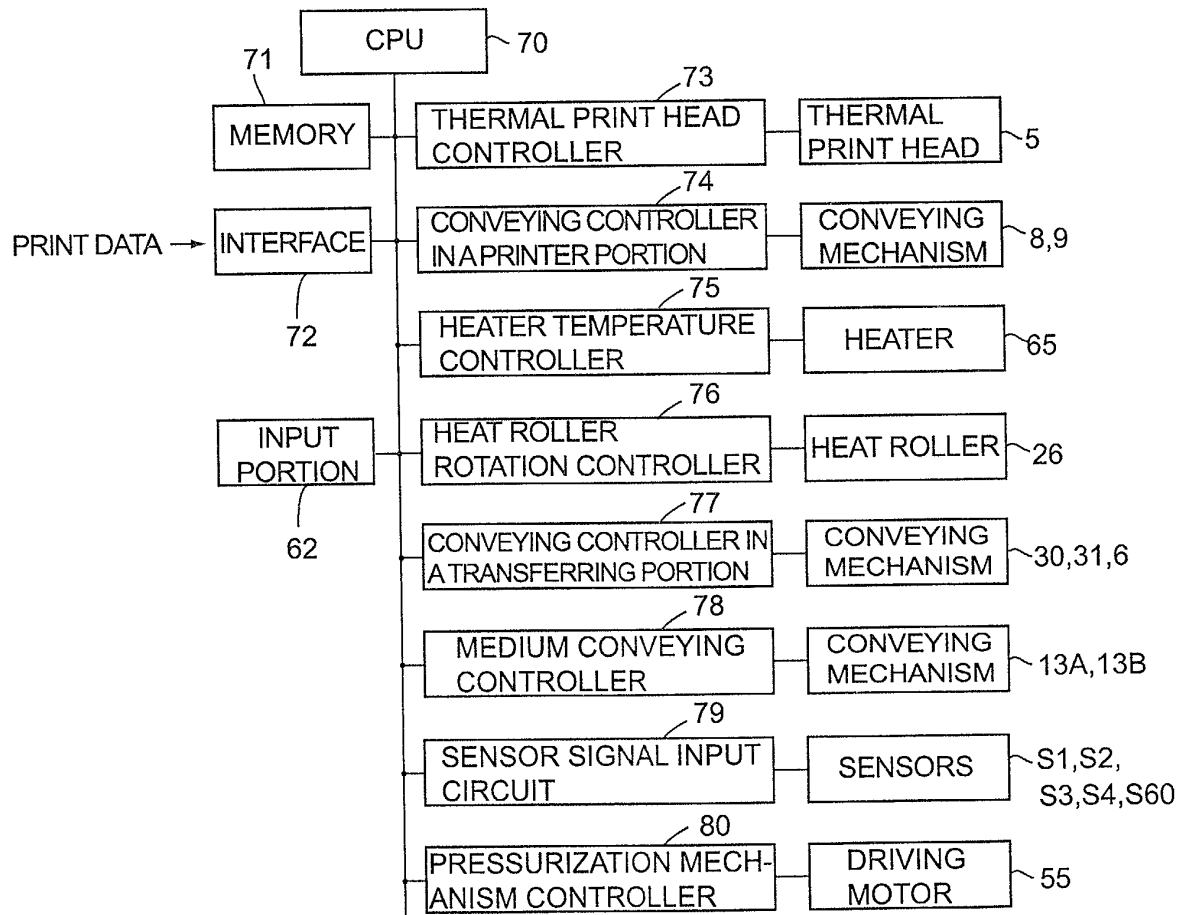 CPU
70
71
MEMORY
73
THERMAL PRINT HEAD
CONTROLLER
THERMAL
PRINT HEAD
5
PRINT DATA
INTERFACE
72
74
CONVEYING CONTROLLER
IN A PRINTER PORTION
CONVEYING
MECHANISM
8,9
75
HEATER TEMPERATURE
CONTROLLER
HEATER
65
INPUT
PORTION
62
76
HEAT ROLLER
ROTATION CONTROLLER
HEAT ROLLER
26
77
CONVEYING CONTROLLER IN
A TRANSFERRING PORTION
CONVEYING
MECHANISM
30,31,6
78
MEDIUM CONVEYING
CONTROLLER
CONVEYING
MECHANISM
13A,13B
79
SENSOR SIGNAL INPUT
CIRCUIT
SENSORS
S1,S2,
S3,S4,S60
80
PRESSURIZATION MECH-
ANISM CONTROLLER
DRIVING
MOTOR
55